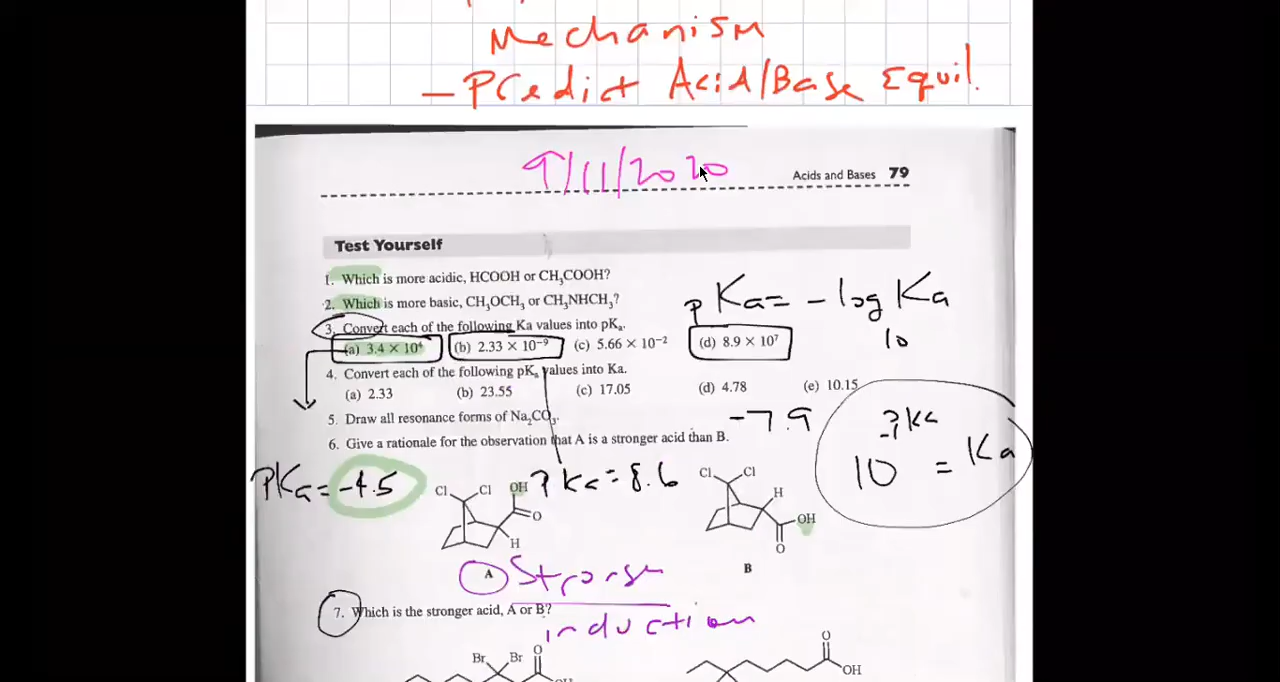 Mechanism
- Predict Acid/Base Equil.
9/11/2020
Acids and Bases 79
Test Yourself
1. Which is more acidic, HCOOH or CH₃COOH?
2. Which is more basic, CH₃OCH₃ or CH₃NHCH₃?
pKa = - log Ka
10
3. Convert each of the following Ka values into pKₐ.
(a) 3.4 × 10⁴ (b) 2.33 × 10⁻⁹ (c) 5.66 × 10⁻² (d) 8.9 × 10⁷
4. Convert each of the following pKₐ values into Ka.
(a) 2.33 (b) 23.55 (c) 17.05 (d) 4.78 (e) 10.15
5. Draw all resonance forms of Na₂CO₃.
-7.9
6. Give a rationale for the observation that A is a stronger acid than B.
10^-pKa = Ka
pKa = -4.5
pKa = 8.6
Cl Cl OH O H
Cl Cl H OH O
A
B
induction
7. Which is the stronger acid, A or B?
Br Br O
O OH